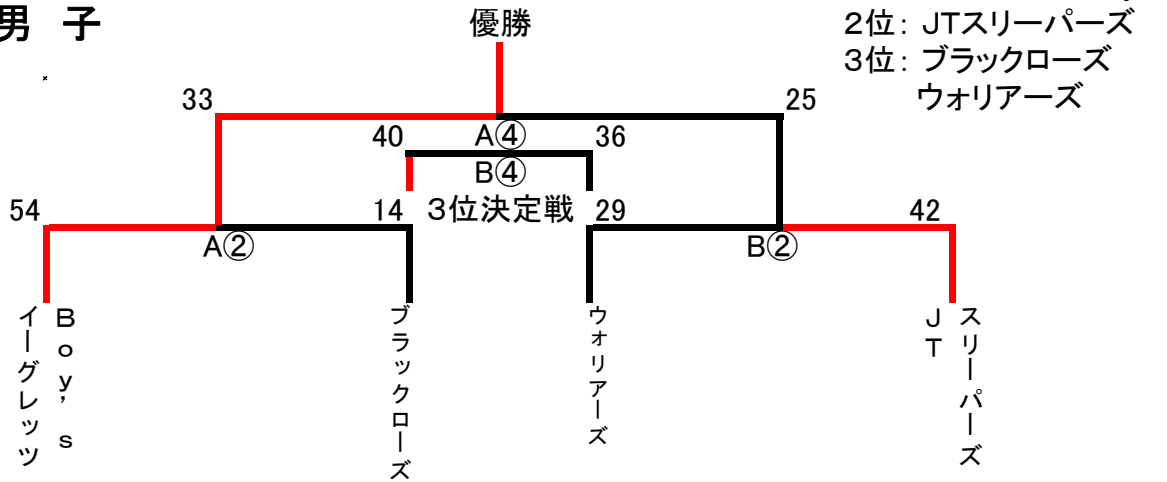 男 子
優勝
2位: JTスリーパーズ
3位: ブラックローズ
ウォリアーズ
33
25
40
A④
36
B④
54
14
3位決定戦
29
42
A②
B②
Boy's
イーグレッツ
ブラックローズ
ウォリアーズ
スリーパーズ
JT